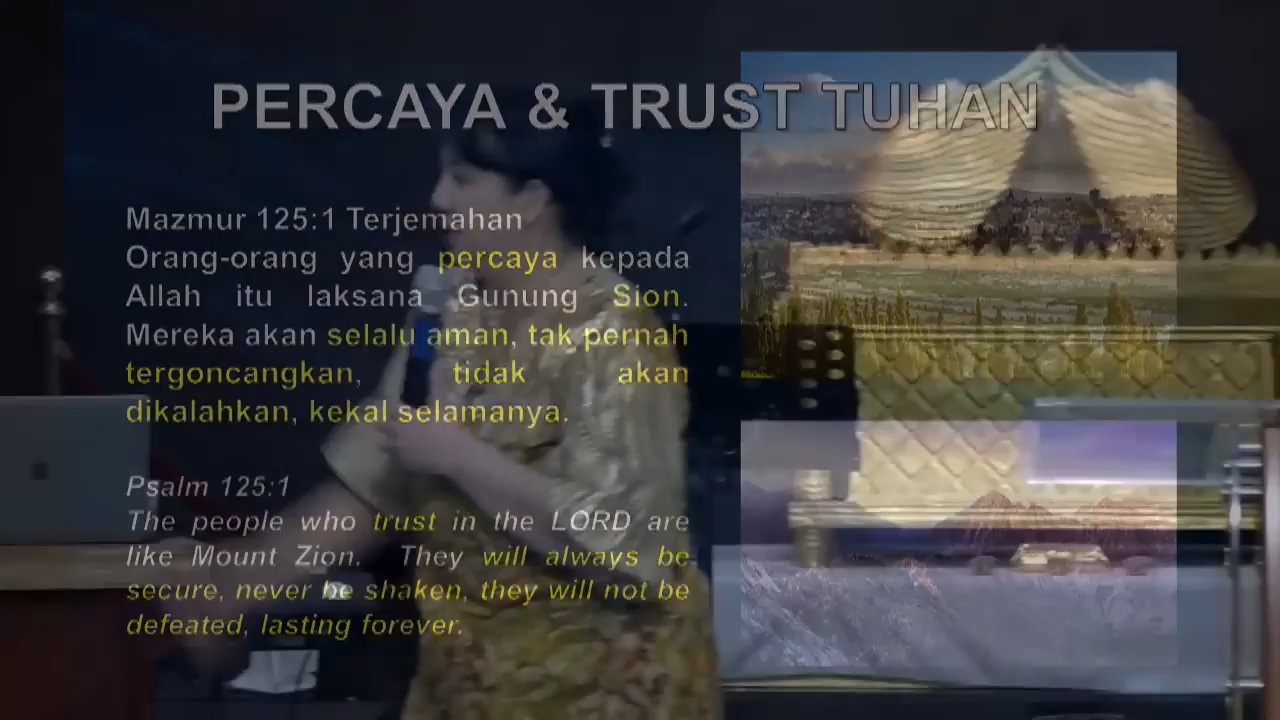 PERCAYA & TRUST TUHAN
Mazmur 125:1 Terjemahan
Orang-orang yang percaya kepada
Allah itu laksana Gunung Sion.
Mereka akan selalu aman, tak pernah
tergoncangkan, tidak akan
dikalahkan, kekal selamanya.
Psalm 125:1
The people who trust in the LORD are
like Mount Zion. They will always be
secure, never be shaken, they will not be
defeated, lasting forever.